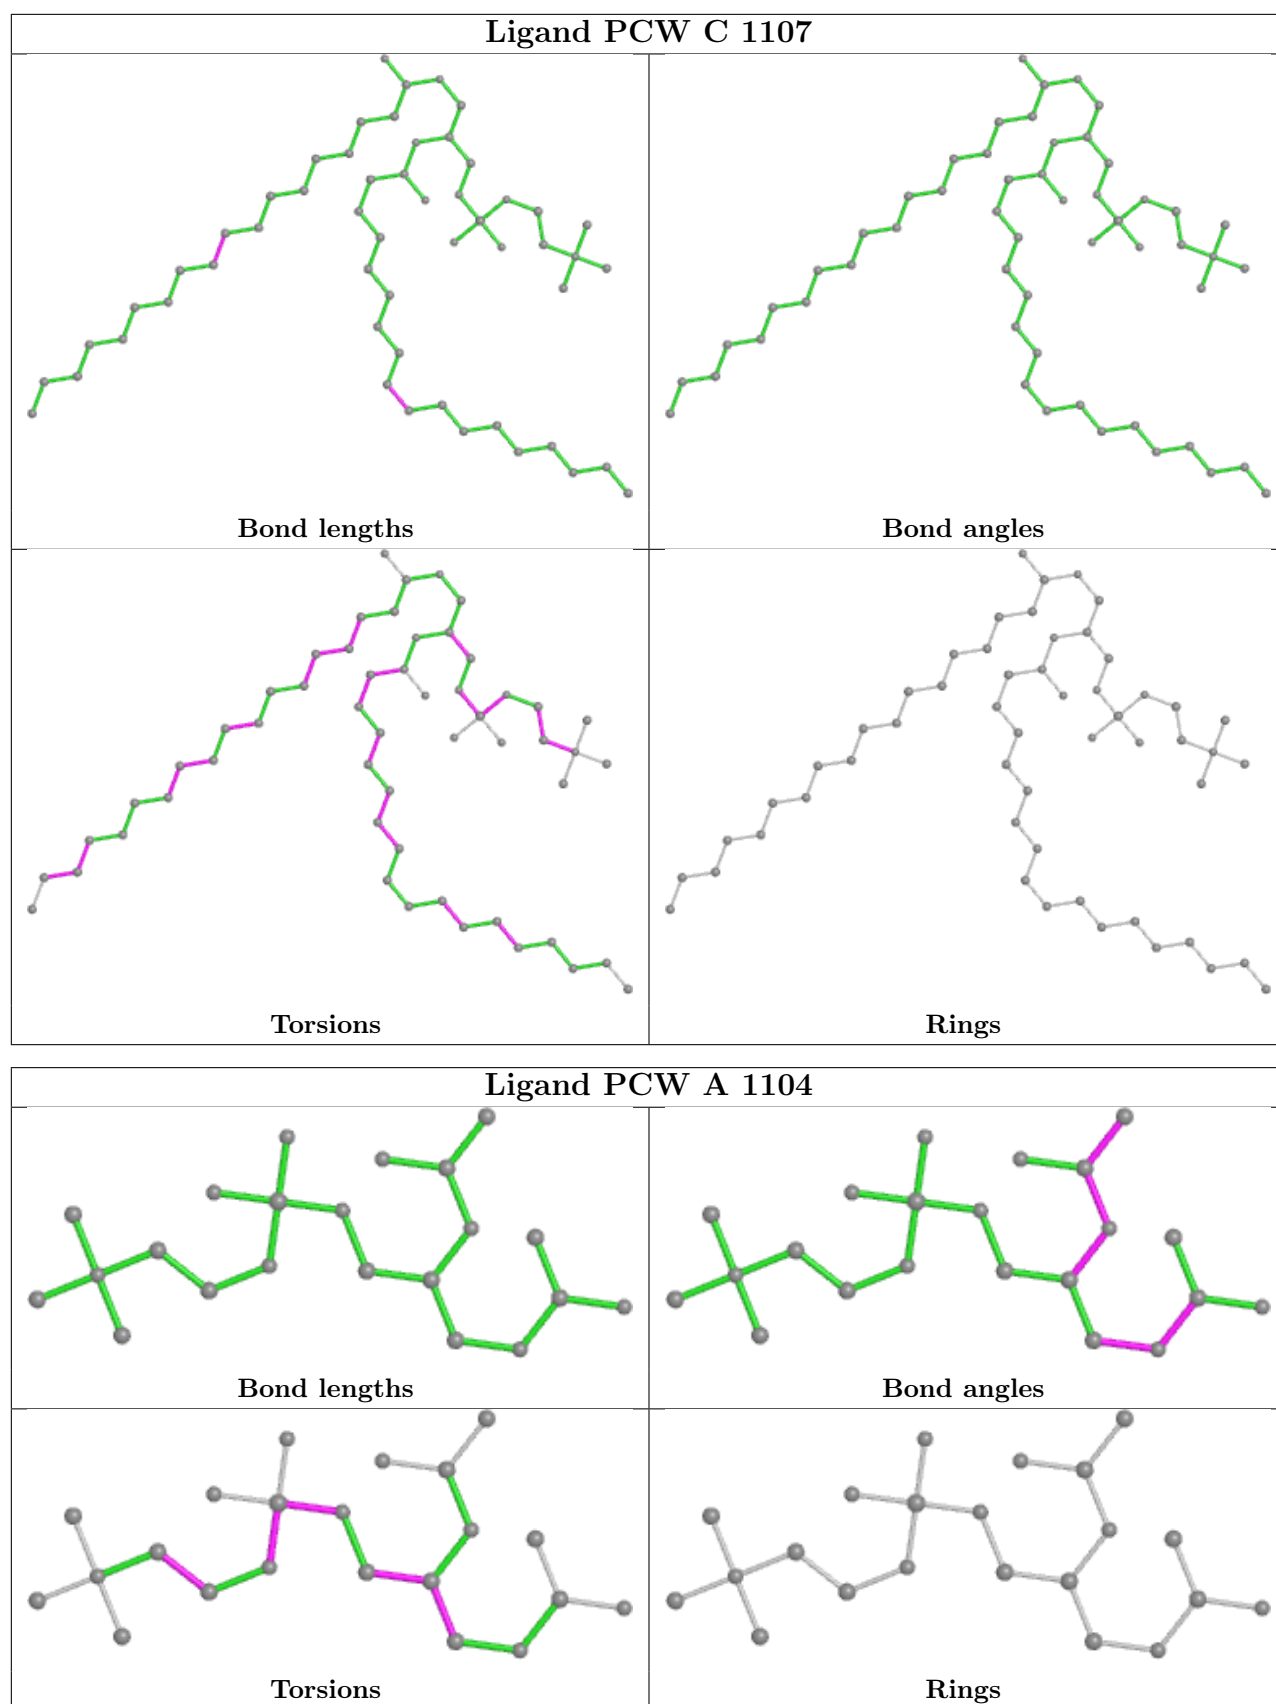 Ligand PCW C 1107
Bond lengths
Bond angles
Torsions
Rings
Ligand PCW A 1104
Bond lengths
Bond angles
Torsions
Rings